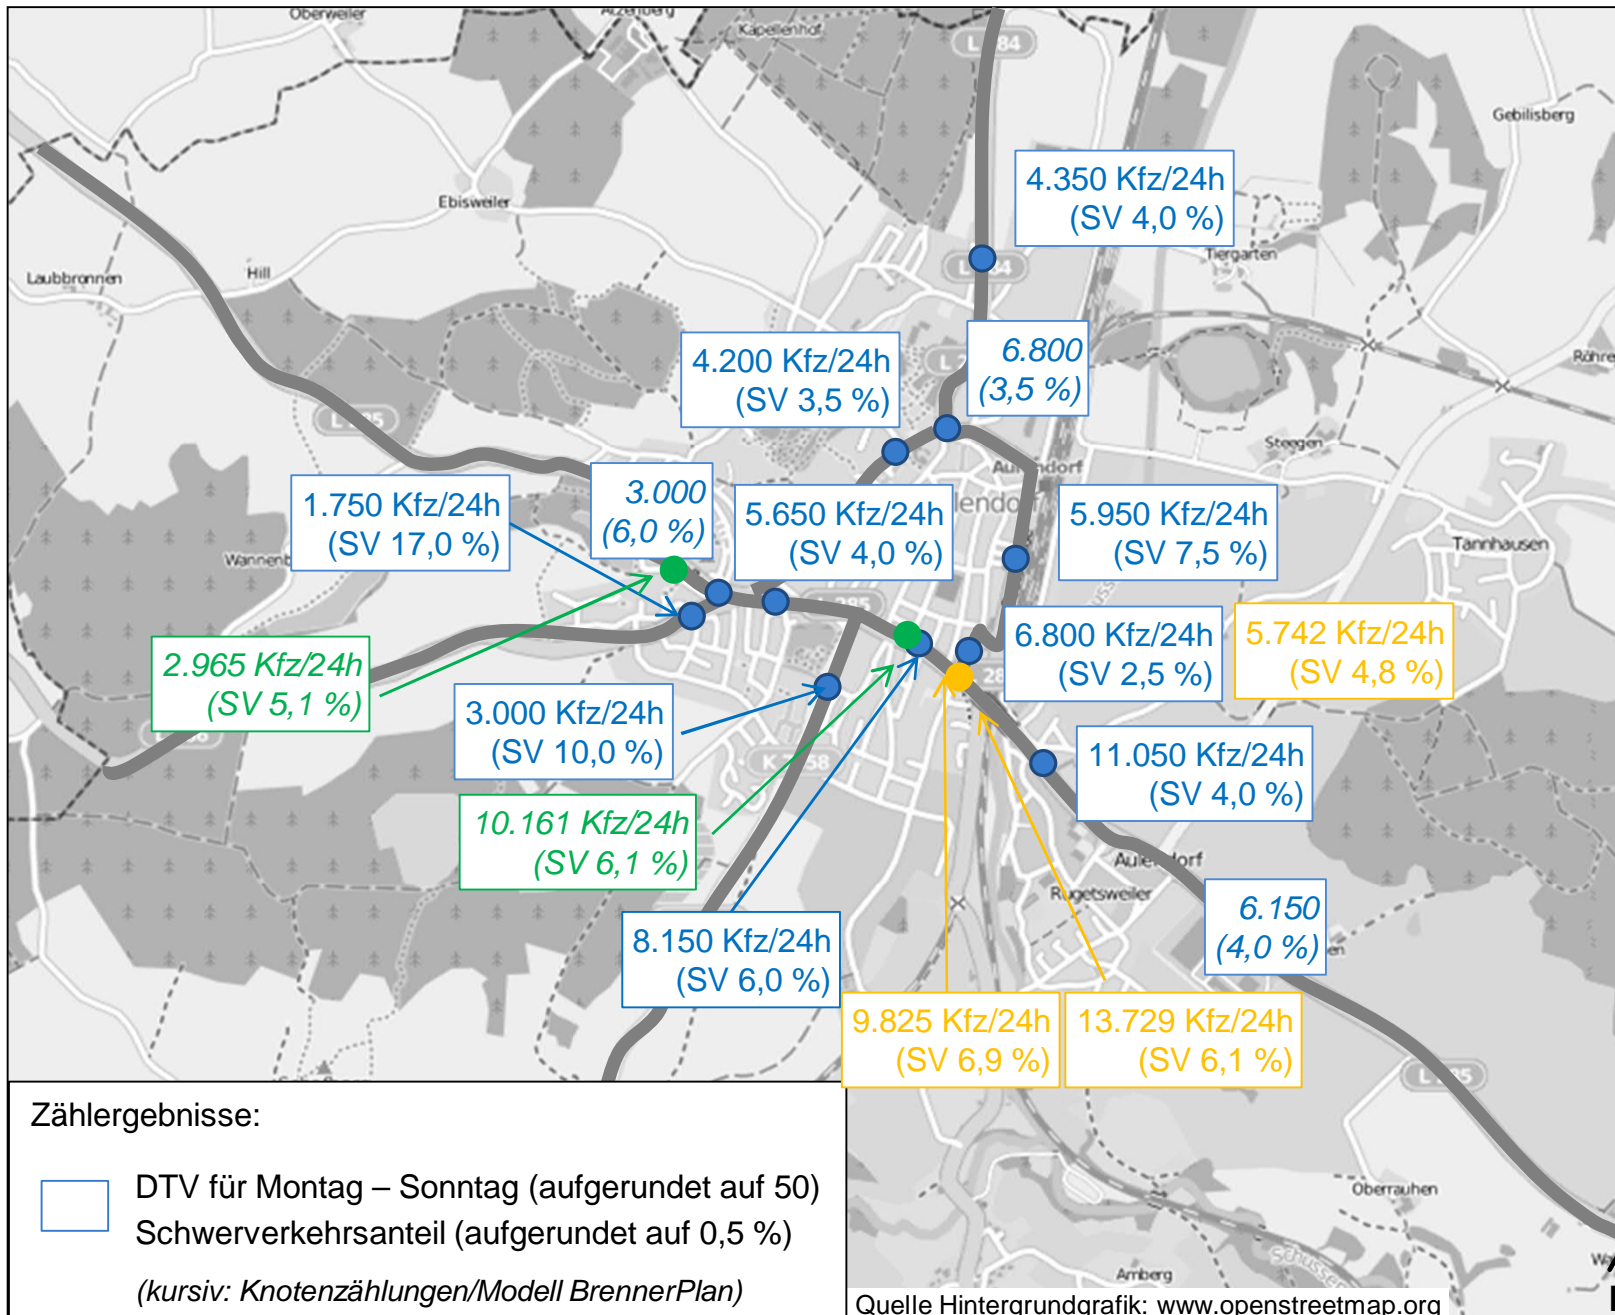 Oberweiler
Atzenberg
Kapellenhof
L 284
Gebilisberg
4.350 Kfz/24h
(SV 4,0 %)
Ebisweiler
Tiergarten
Laubbronnen
Hill
4.200 Kfz/24h
(SV 3,5 %)
6.800
(3,5 %)
Steegen
Aulendorf
1.750 Kfz/24h
(SV 17,0 %)
3.000
(6,0 %)
5.650 Kfz/24h
(SV 4,0 %)
5.950 Kfz/24h
(SV 7,5 %)
Tannhausen
2.965 Kfz/24h
(SV 5,1 %)
6.800 Kfz/24h
(SV 2,5 %)
5.742 Kfz/24h
(SV 4,8 %)
3.000 Kfz/24h
(SV 10,0 %)
11.050 Kfz/24h
(SV 4,0 %)
10.161 Kfz/24h
(SV 6,1 %)
Aulendorf
Rugetsweiler
6.150
(4,0 %)
8.150 Kfz/24h
(SV 6,0 %)
9.825 Kfz/24h
(SV 6,9 %)
13.729 Kfz/24h
(SV 6,1 %)
L 285
Zählergebnisse:
DTV für Montag – Sonntag (aufgerundet auf 50)
Schwerverkehrsanteil (aufgerundet auf 0,5 %)
(kursiv: Knotenzählungen/Modell BrennerPlan)
Oberrauhen
Schussen
Arnberg
Quelle Hintergrundgrafik: www.openstreetmap.org